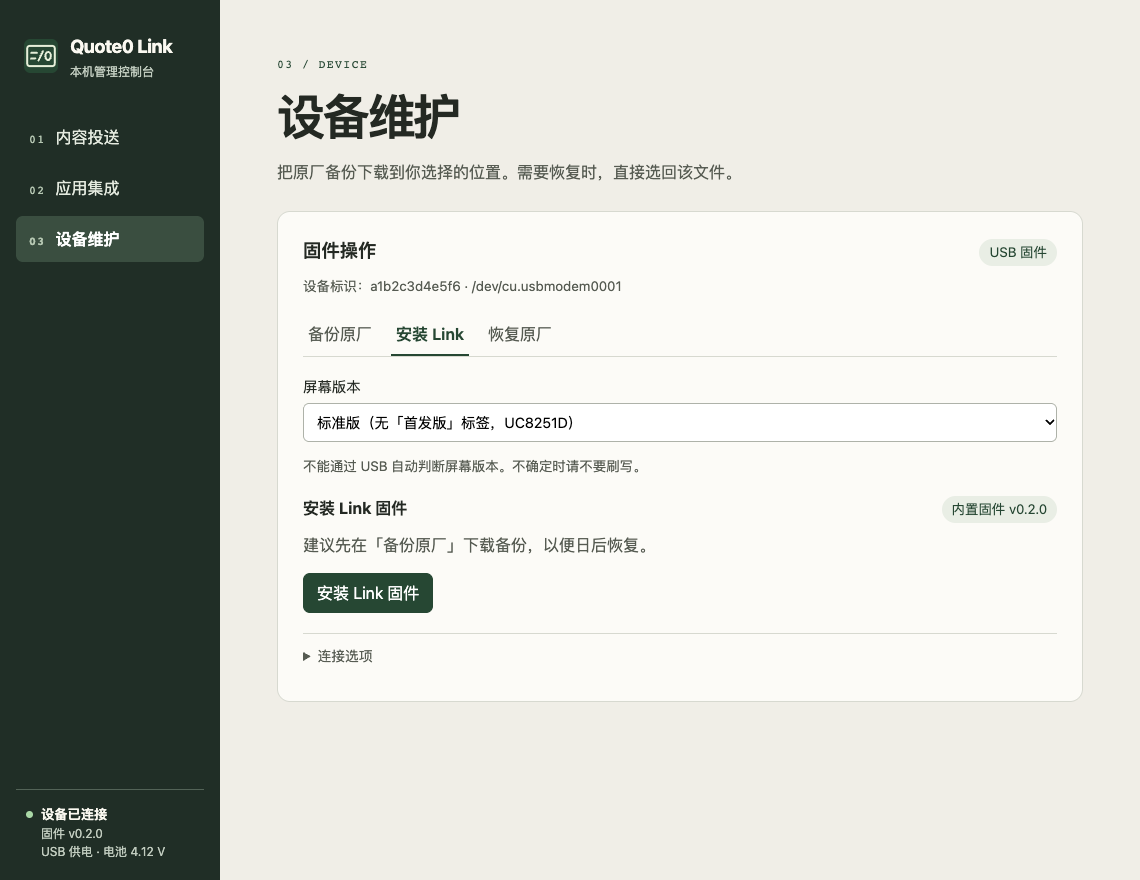 Quote0 Link
本机管理控制台
01 内容投送
02 应用集成
03 设备维护
设备已连接
固件 v0.2.0
USB 供电 · 电池 4.12 V
03 / DEVICE
设备维护
把原厂备份下载到你选择的位置。需要恢复时，直接选回该文件。
固件操作
USB 固件
设备标识：a1b2c3d4e5f6 · /dev/cu.usbmodem0001
备份原厂 安装 Link 恢复原厂
屏幕版本
标准版（无「首发版」标签，UC8251D）
不能通过 USB 自动判断屏幕版本。不确定时请不要刷写。
安装 Link 固件
内置固件 v0.2.0
建议先在「备份原厂」下载备份，以便日后恢复。
安装 Link 固件
连接选项